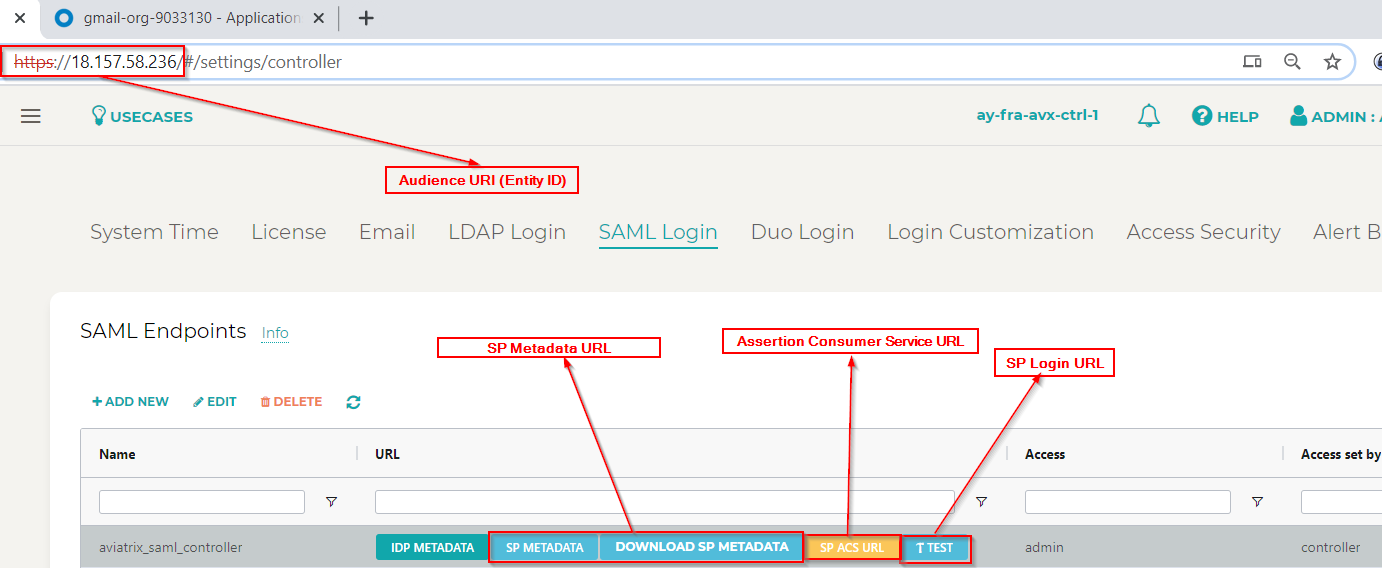 gmail-org-9033130 - Application
https://18.157.58.236/#/settings/controller
USECASES
ay-fra-avx-ctrl-1
HELP
ADMIN :
Audience URI (Entity ID)
System Time License Email LDAP Login SAML Login Duo Login Login Customization Access Security Alert B
SAML Endpoints Info
SP Metadata URL
Assertion Consumer Service URL
SP Login URL
+ ADD NEW EDIT DELETE
Name URL Access Access set by
aviatrix_saml_controller IDP METADATA SP METADATA DOWNLOAD SP METADATA SP ACS URL TEST admin controller